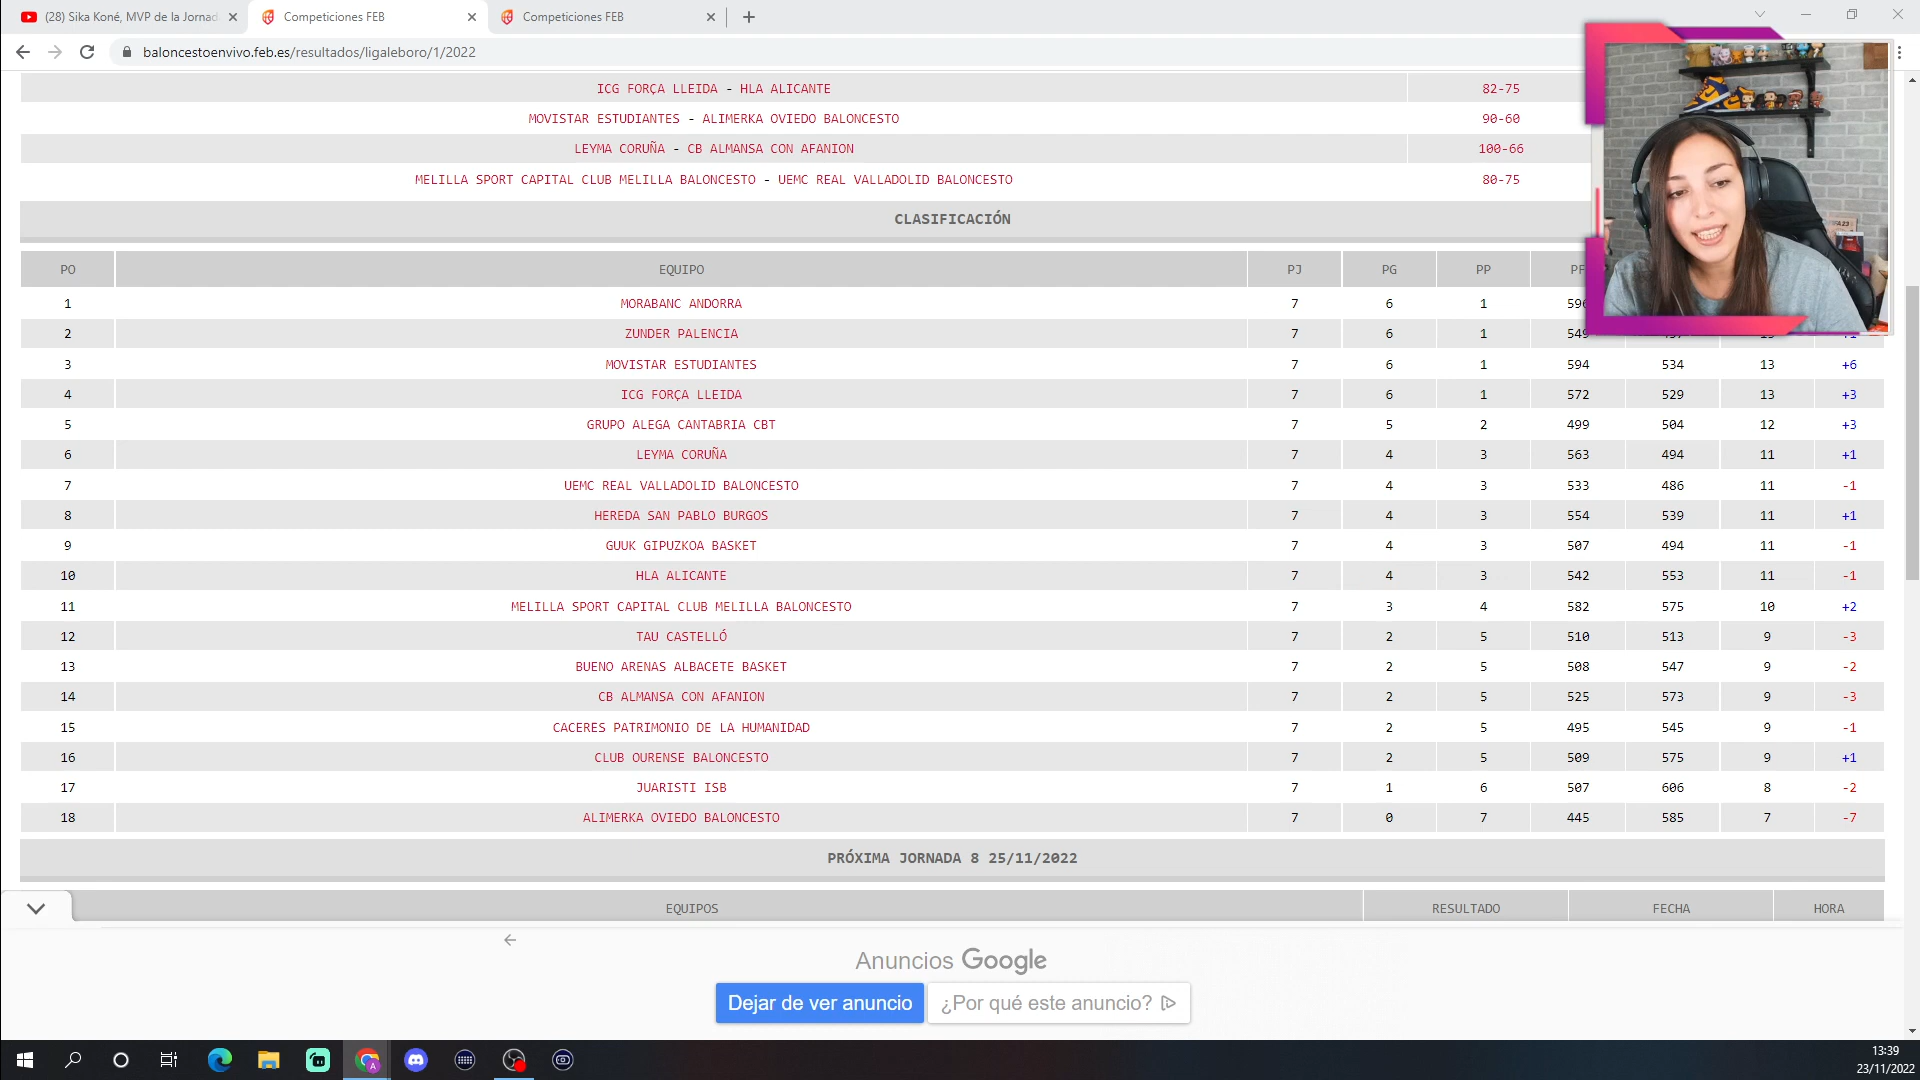 (28) Sika Koné, MVP de la Jornad
Competiciones FEB
Competiciones FEB
baloncestoenvivo.feb.es/resultados/ligaleboro/1/2022
ICG FORÇA LLEIDA - HLA ALICANTE 82-75
MOVISTAR ESTUDIANTES - ALIMERKA OVIEDO BALONCESTO 90-60
LEYMA CORUÑA - CB ALMANSA CON AFANION 100-66
MELILLA SPORT CAPITAL CLUB MELILLA BALONCESTO - UEMC REAL VALLADOLID BALONCESTO 80-75
CLASIFICACIÓN
PO EQUIPO PJ PG PP PF
1 MORABANC ANDORRA 7 6 1 596
2 ZUNDER PALENCIA 7 6 1 549
3 MOVISTAR ESTUDIANTES 7 6 1 594 534 13 +6
4 ICG FORÇA LLEIDA 7 6 1 572 529 13 +3
5 GRUPO ALEGA CANTABRIA CBT 7 5 2 499 504 12 +3
6 LEYMA CORUÑA 7 4 3 563 494 11 +1
7 UEMC REAL VALLADOLID BALONCESTO 7 4 3 533 486 11 -1
8 HEREDA SAN PABLO BURGOS 7 4 3 554 539 11 +1
9 GUUK GIPUZKOA BASKET 7 4 3 507 494 11 -1
10 HLA ALICANTE 7 4 3 542 553 11 -1
11 MELILLA SPORT CAPITAL CLUB MELILLA BALONCESTO 7 3 4 582 575 10 +2
12 TAU CASTELLÓ 7 2 5 510 513 9 -3
13 BUENO ARENAS ALBACETE BASKET 7 2 5 508 547 9 -2
14 CB ALMANSA CON AFANION 7 2 5 525 573 9 -3
15 CACERES PATRIMONIO DE LA HUMANIDAD 7 2 5 495 545 9 -1
16 CLUB OURENSE BALONCESTO 7 2 5 509 575 9 +1
17 JUARISTI ISB 7 1 6 507 606 8 -2
18 ALIMERKA OVIEDO BALONCESTO 7 0 7 445 585 7 -7
PRÓXIMA JORNADA 8 25/11/2022
EQUIPOS RESULTADO FECHA HORA
Anuncios Google
Dejar de ver anuncio
¿Por qué este anuncio?
13:39
23/11/2022